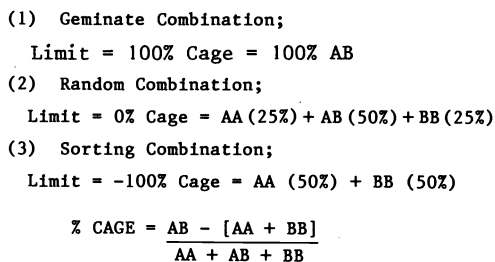 (1) Geminate Combination;
Limit = 100% Cage = 100% AB
(2) Random Combination;
Limit = 0% Cage = AA (25%) + AB (50%) + BB (25%)
(3) Sorting Combination;
Limit = -100% Cage = AA (50%) + BB (50%)
% CAGE = AB - [AA + BB]
AA + AB + BB